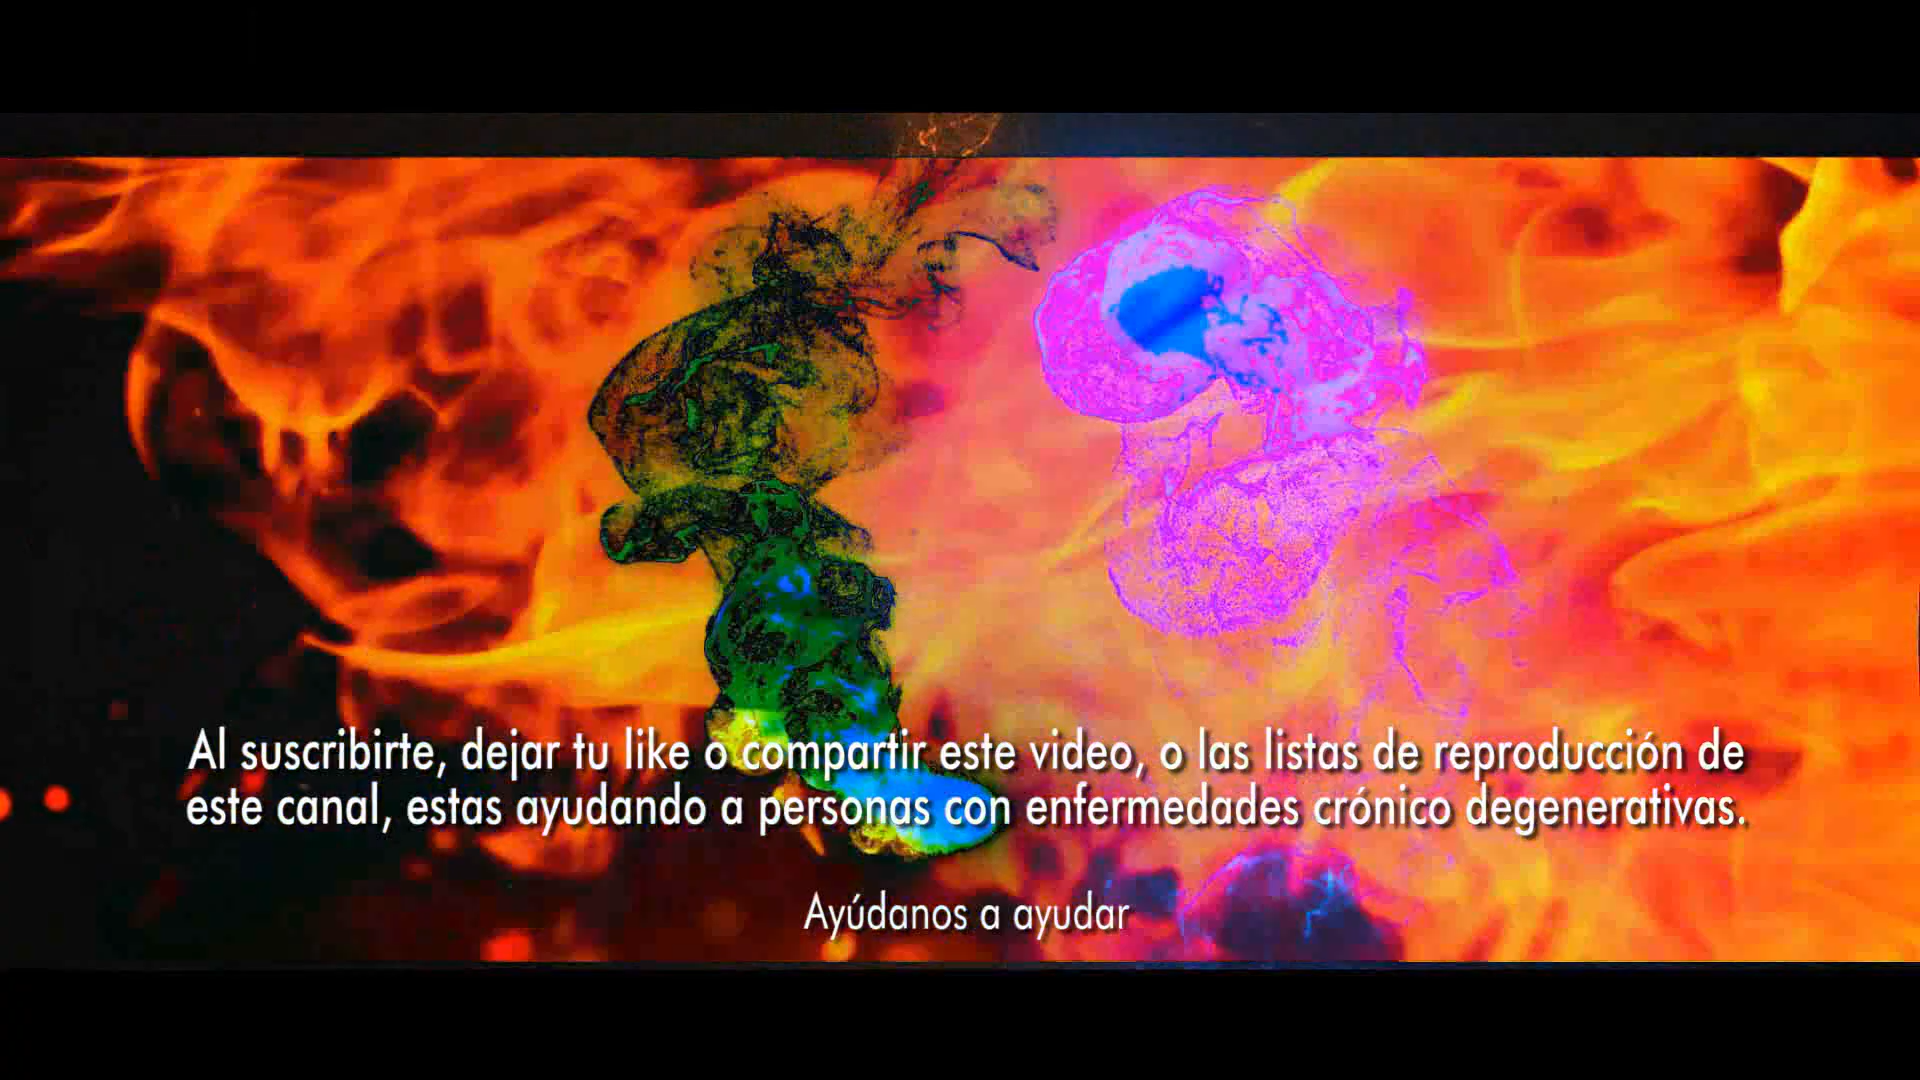 Al suscribirte, dejar tu like o compartir este video, o las listas de reproducción de
este canal, estas ayudando a personas con enfermedades crónico degenerativas.
Ayúdanos a ayudar